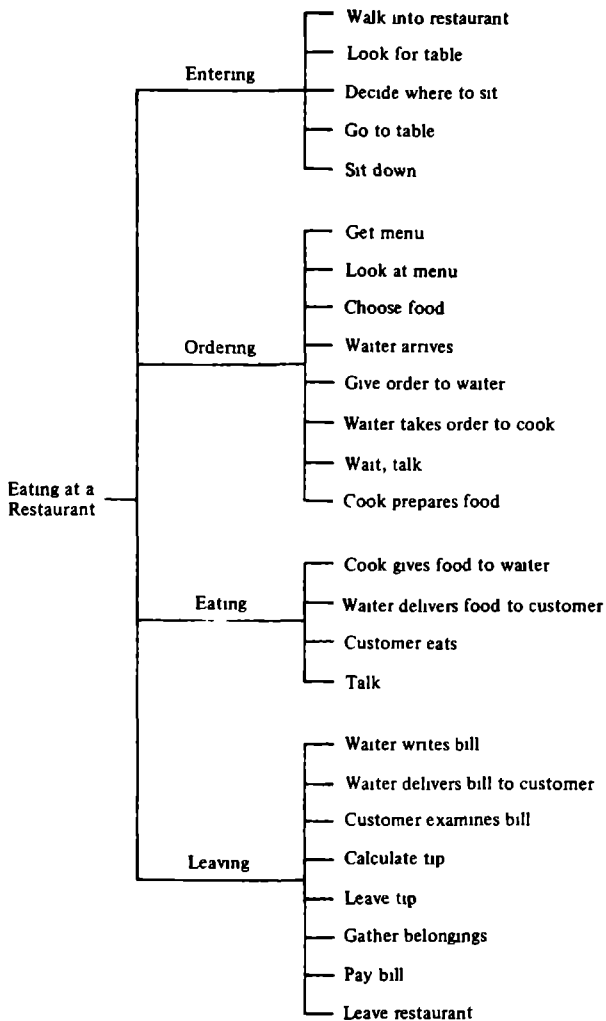 Walk into restaurant
Look for table
Entering
Decide where to sit
Go to table
Sit down
Get menu
Look at menu
Choose food
Ordering
Waiter arrives
Give order to waiter
Waiter takes order to cook
Wait, talk
Eating at a
Restaurant
Cook prepares food
Cook gives food to waiter
Eating
Waiter delivers food to customer
Customer eats
Talk
Waiter writes bill
Waiter delivers bill to customer
Customer examines bill
Leaving
Calculate tip
Leave tip
Gather belongings
Pay bill
Leave restaurant